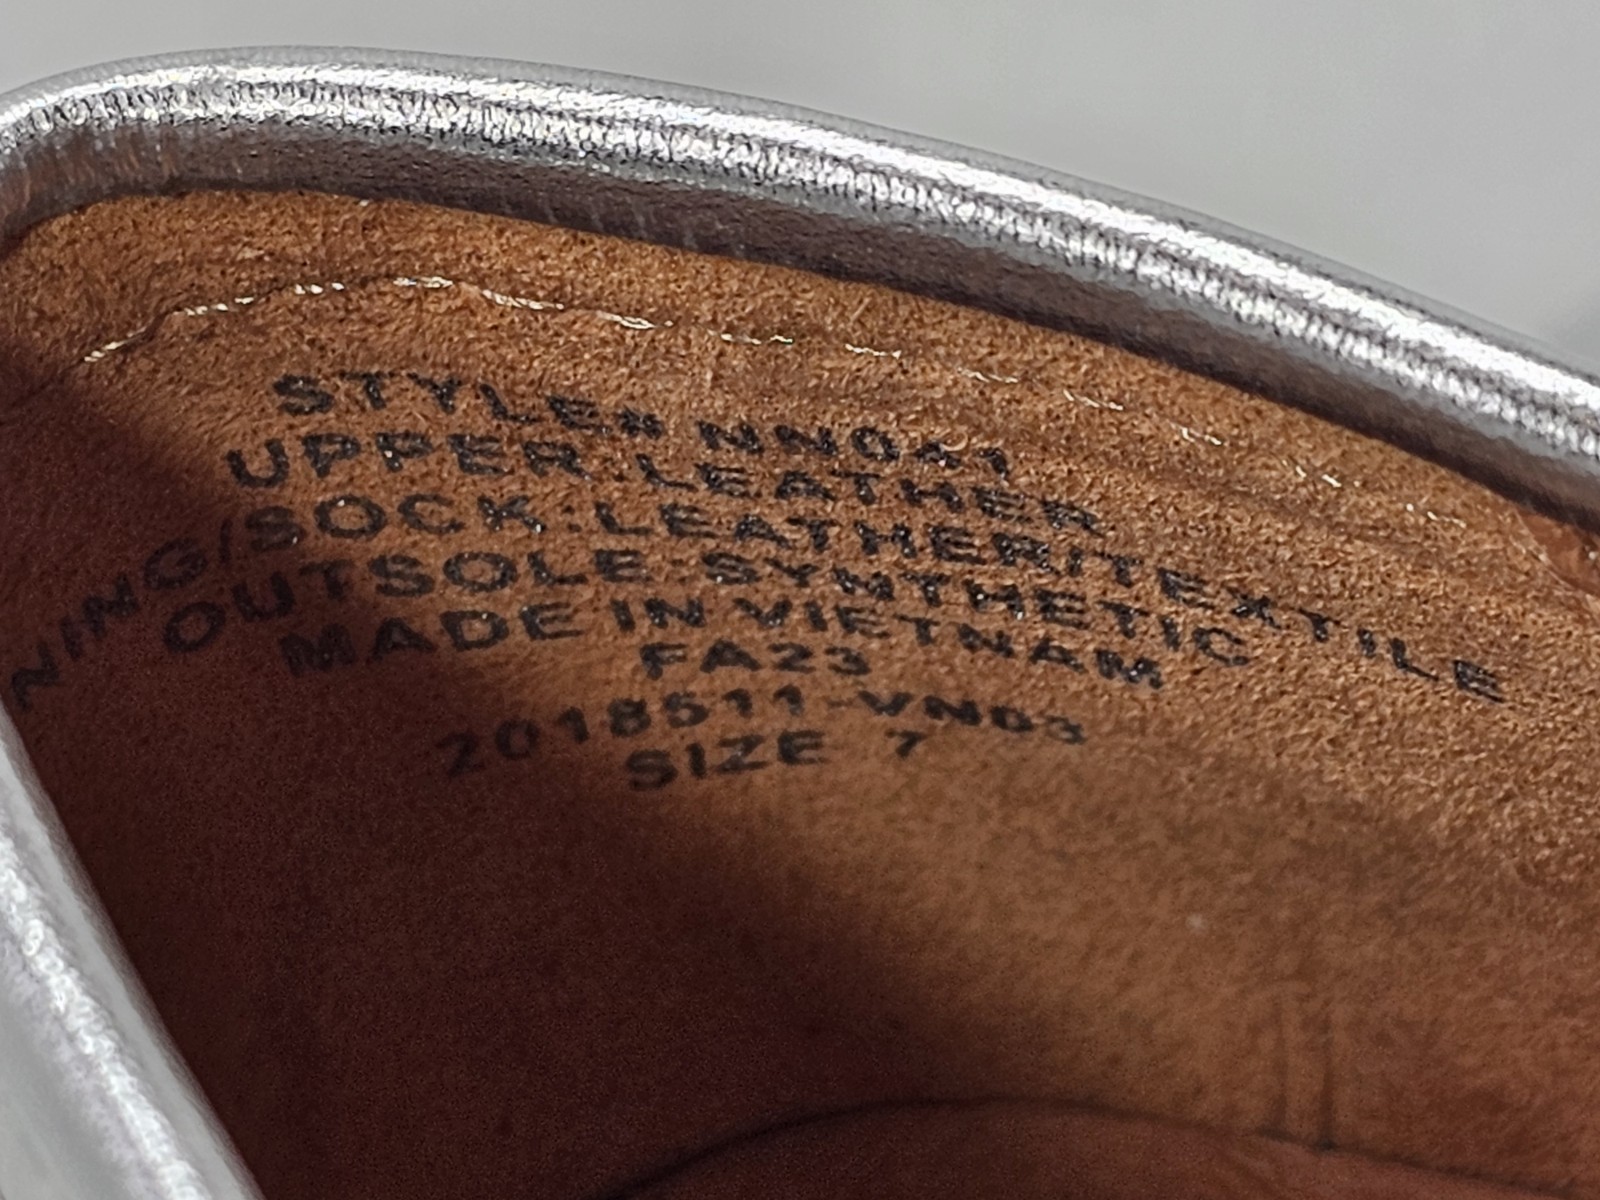 STYLE# NN041
UPPER:LEATHER
NING/SOCK:LEATHER/TEXTILE
OUTSOLE:SYNTHETIC
MADE IN VIETNAM
FA23
2018511-VN03
SIZE 7